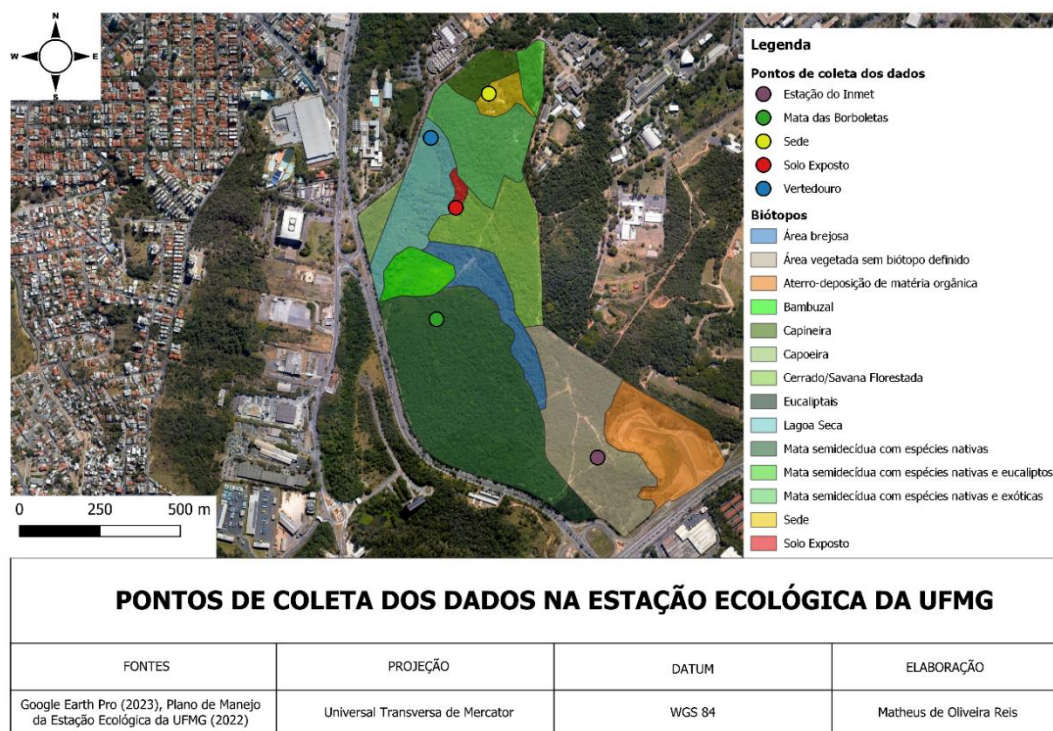 N
W E
S
Legenda
Pontos de coleta dos dados
Estação do Inmet
Mata das Borboletas
Sede
Solo Exposto
Vertedouro
Biótopos
Área brejosa
Área vegetada sem biótopo definido
Aterro-deposição de matéria orgânica
Bambuzal
Capineira
Capoeira
Cerrado/Savana Florestada
Eucaliptais
Lagoa Seca
Mata semidecídua com espécies nativas
Mata semidecídua com espécies nativas e eucaliptos
Mata semidecídua com espécies nativas e exóticas
Sede
Solo Exposto
0 250 500 m
PONTOS DE COLETA DOS DADOS NA ESTAÇÃO ECOLÓGICA DA UFMG
FONTES
PROJEÇÃO
DATUM
ELABORAÇÃO
Google Earth Pro (2023), Plano de Manejo
da Estação Ecológica da UFMG (2022)
Universal Transversa de Mercator
WGS 84
Matheus de Oliveira Reis